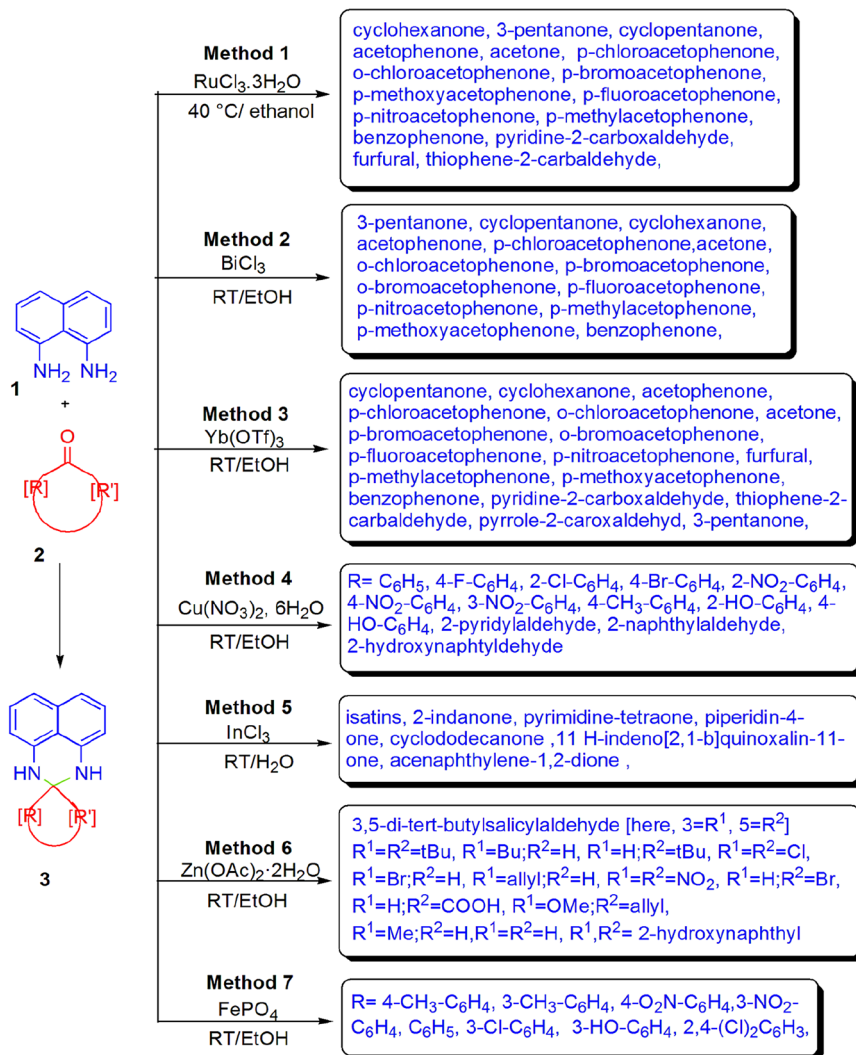 Method 1
RuCl3.3H2O
40 °C/ ethanol
cyclohexanone, 3-pentanone, cyclopentanone,
acetophenone, acetone, p-chloroacetophenone,
o-chloroacetophenone, p-bromoacetophenone,
p-methoxyacetophenone, p-fluoroacetophenone,
p-nitroacetophenone, p-methylacetophenone,
benzophenone, pyridine-2-carboxaldehyde,
furfural, thiophene-2-carbaldehyde,
Method 2
BiCl3
RT/EtOH
3-pentanone, cyclopentanone, cyclohexanone,
acetophenone, p-chloroacetophenone,acetone,
o-chloroacetophenone, p-bromoacetophenone,
o-bromoacetophenone, p-fluoroacetophenone,
p-nitroacetophenone, p-methylacetophenone,
p-methoxyacetophenone, benzophenone,
NH2 NH2
1
+
O
[R] [R']
2
Method 3
Yb(OTf)3
RT/EtOH
cyclopentanone, cyclohexanone, acetophenone,
p-chloroacetophenone, o-chloroacetophenone, acetone,
p-bromoacetophenone, o-bromoacetophenone,
p-fluoroacetophenone, p-nitroacetophenone, furfural,
p-methylacetophenone, p-methoxyacetophenone,
benzophenone, pyridine-2-carboxaldehyde, thiophene-2-
carbaldehyde, pyrrole-2-caroxaldehyd, 3-pentanone,
Method 4
Cu(NO3)2, 6H2O
RT/EtOH
R= C6H5, 4-F-C6H4, 2-Cl-C6H4, 4-Br-C6H4, 2-NO2-C6H4,
4-NO2-C6H4, 3-NO2-C6H4, 4-CH3-C6H4, 2-HO-C6H4, 4-
HO-C6H4, 2-pyridylaldehyde, 2-naphthylaldehyde,
2-hydroxynaphtyldehyde
HN NH
[R] [R']
3
Method 5
InCl3
RT/H2O
isatins, 2-indanone, pyrimidine-tetraone, piperidin-4-
one, cyclododecanone ,11 H-indeno[2,1-b]quinoxalin-11-
one, acenaphthylene-1,2-dione ,
Method 6
Zn(OAc)2·2H2O
RT/EtOH
3,5-di-tert-butylsalicylaldehyde [here, 3=R1, 5=R2]
R1=R2=tBu, R1=Bu;R2=H, R1=H;R2=tBu, R1=R2=Cl,
R1=Br;R2=H, R1=allyl;R2=H, R1=R2=NO2, R1=H;R2=Br,
R1=H;R2=COOH, R1=OMe;R2=allyl,
R1=Me;R2=H,R1=R2=H, R1,R2= 2-hydroxynaphthyl
Method 7
FePO4
RT/EtOH
R= 4-CH3-C6H4, 3-CH3-C6H4, 4-O2N-C6H4,3-NO2-
C6H4, C6H5, 3-Cl-C6H4, 3-HO-C6H4, 2,4-(Cl)2C6H3,